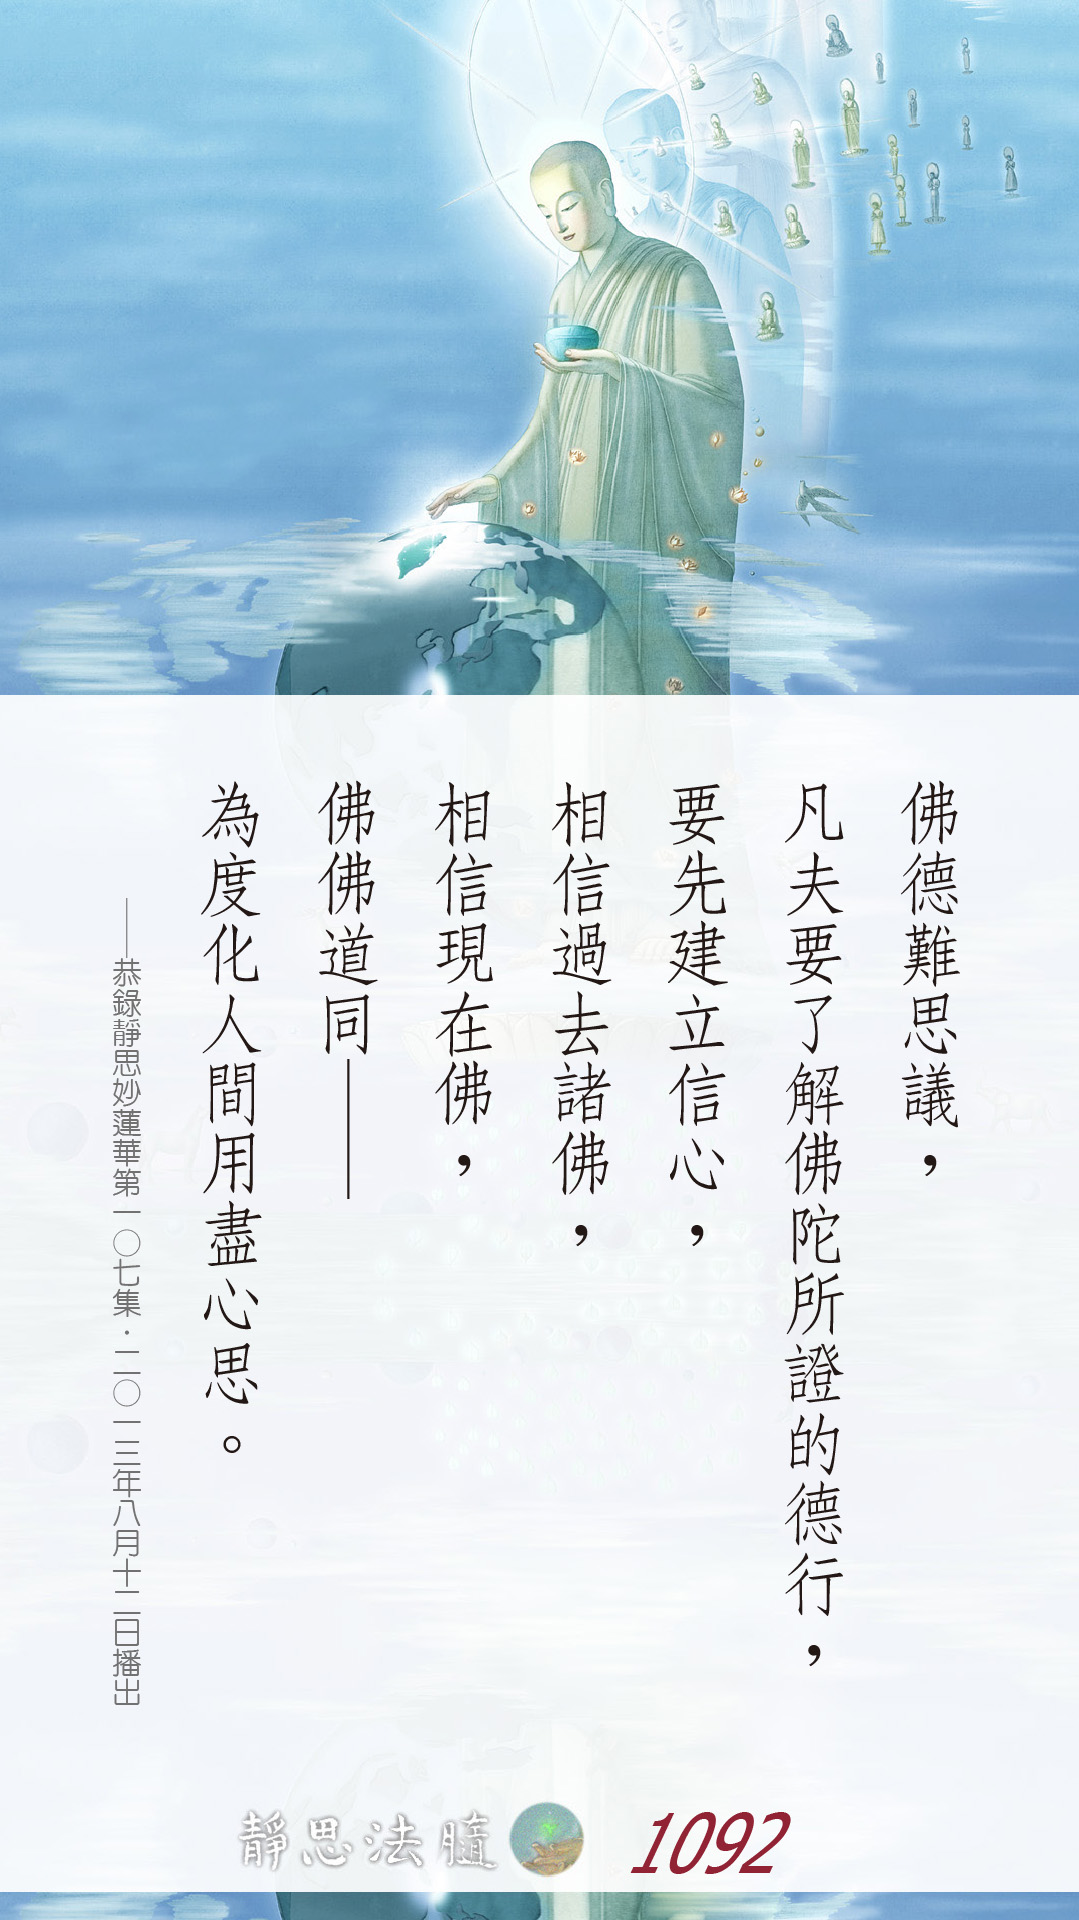 佛德難思議，
凡夫要了解佛陀所證的德行，
要先建立信心，
相信過去諸佛，
相信現在佛，
佛佛道同——
為度化人間用盡心思。
——恭錄靜思妙蓮華第一〇七集·二〇一三年八月十二日播出
靜思法髓
1092